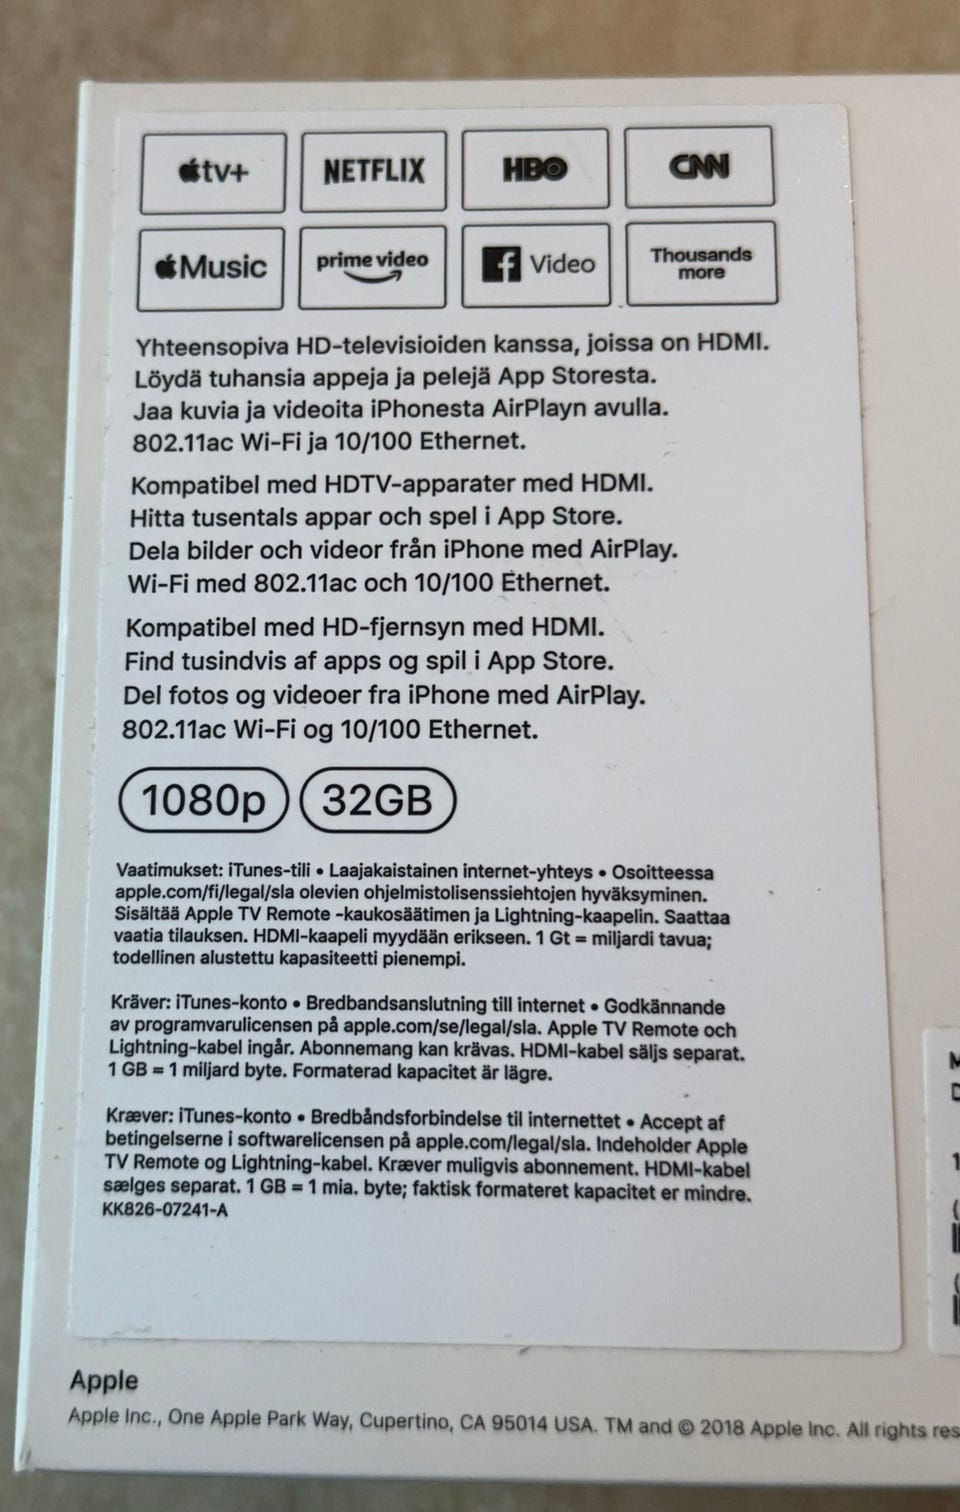 tv+
NETFLIX
HBO
CNN
Music
prime video
f Video
Thousands
more
Yhteensopiva HD-televisioiden kanssa, joissa on HDMI.
Löydä tuhansia appeja ja pelejä App Storesta.
Jaa kuvia ja videoita iPhonesta AirPlayn avulla.
802.11ac Wi-Fi ja 10/100 Ethernet.
Kompatibel med HDTV-apparater med HDMI.
Hitta tusentals appar och spel i App Store.
Dela bilder och videor från iPhone med AirPlay.
Wi-Fi med 802.11ac och 10/100 Ethernet.
Kompatibel med HD-fjernsyn med HDMI.
Find tusindvis af apps og spil i App Store.
Del fotos og videoer fra iPhone med AirPlay.
802.11ac Wi-Fi og 10/100 Ethernet.
1080p 32GB
Vaatimukset: iTunes-tili • Laajakaistainen internet-yhteys • Osoitteessa
apple.com/fi/legal/sla olevien ohjelmistolisenssiehtojen hyväksyminen.
Sisältää Apple TV Remote -kaukosäätimen ja Lightning-kaapelin. Saattaa
vaatia tilauksen. HDMI-kaapeli myydään erikseen. 1 Gt = miljardi tavua;
todellinen alustettu kapasiteetti pienempi.
Kräver: iTunes-konto • Bredbandsanslutning till internet • Godkännande
av programvarulicensen på apple.com/se/legal/sla. Apple TV Remote och
Lightning-kabel ingår. Abonnemang kan krävas. HDMI-kabel säljs separat.
1 GB = 1 miljard byte. Formaterad kapacitet är lägre.
Kræver: iTunes-konto • Bredbåndsforbindelse til internettet • Accept af
betingelserne i softwarelicensen på apple.com/legal/sla. Indeholder Apple
TV Remote og Lightning-kabel. Kræver muligvis abonnement. HDMI-kabel
sælges separat. 1 GB = 1 mia. byte; faktisk formateret kapacitet er mindre.
KK826-07241-A
Apple
Apple Inc., One Apple Park Way, Cupertino, CA 95014 USA. TM and © 2018 Apple Inc. All rights res